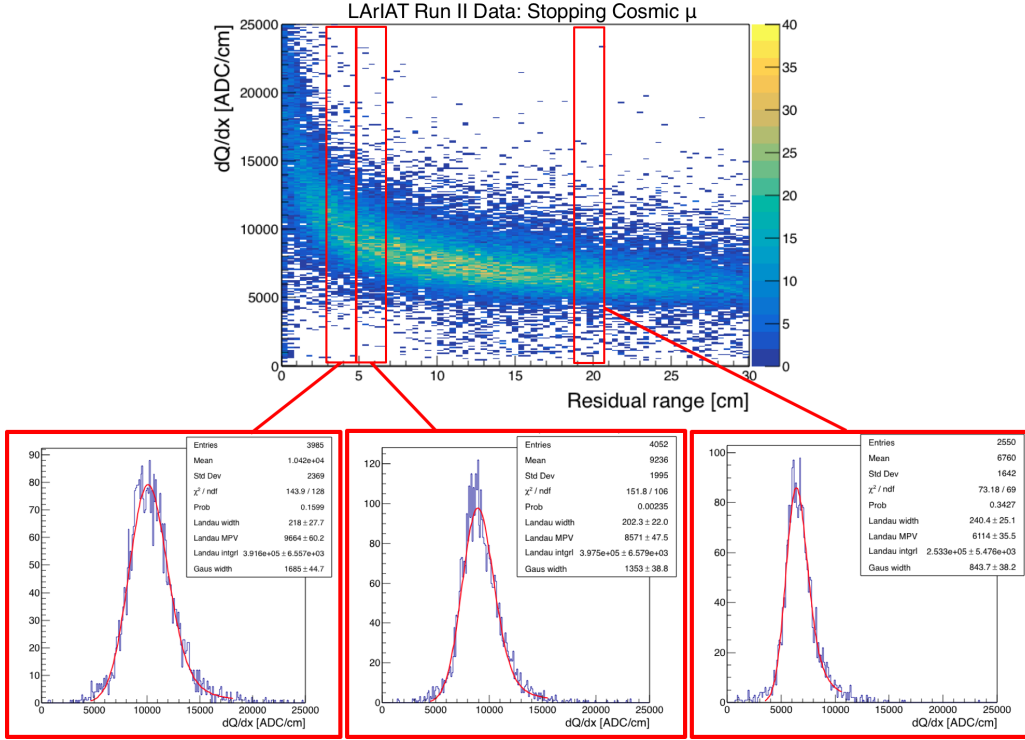 LArIAT Run II Data: Stopping Cosmic μ
dQ/dx [ADC/cm]
25000
20000
15000
10000
5000
0
0 5 10 15 20 25 30
Residual range [cm]
40
35
30
25
20
15
10
5
0
Entries 3985
Mean 1.042e+04
Std Dev 2369
χ² / ndf 143.9 / 128
Prob 0.1599
Landau width 218 ± 27.7
Landau MPV 9664 ± 60.2
Landau intgrl 3.916e+05 ± 6.557e+03
Gaus width 1685 ± 44.7
90
80
70
60
50
40
30
20
10
0
0 5000 10000 15000 20000 25000
dQ/dx [ADC/cm]
Entries 4052
Mean 9236
Std Dev 1995
χ² / ndf 151.8 / 106
Prob 0.00235
Landau width 202.3 ± 22.0
Landau MPV 8571 ± 47.5
Landau intgrl 3.975e+05 ± 6.579e+03
Gaus width 1353 ± 38.8
120
100
80
60
40
20
0
0 5000 10000 15000 20000 25000
dQ/dx [ADC/cm]
Entries 2550
Mean 6760
Std Dev 1642
χ² / ndf 73.18 / 69
Prob 0.3427
Landau width 240.4 ± 25.1
Landau MPV 6114 ± 35.5
Landau intgrl 2.533e+05 ± 5.476e+03
Gaus width 843.7 ± 38.2
100
80
60
40
20
0
0 5000 10000 15000 20000 25000
dQ/dx [ADC/cm]